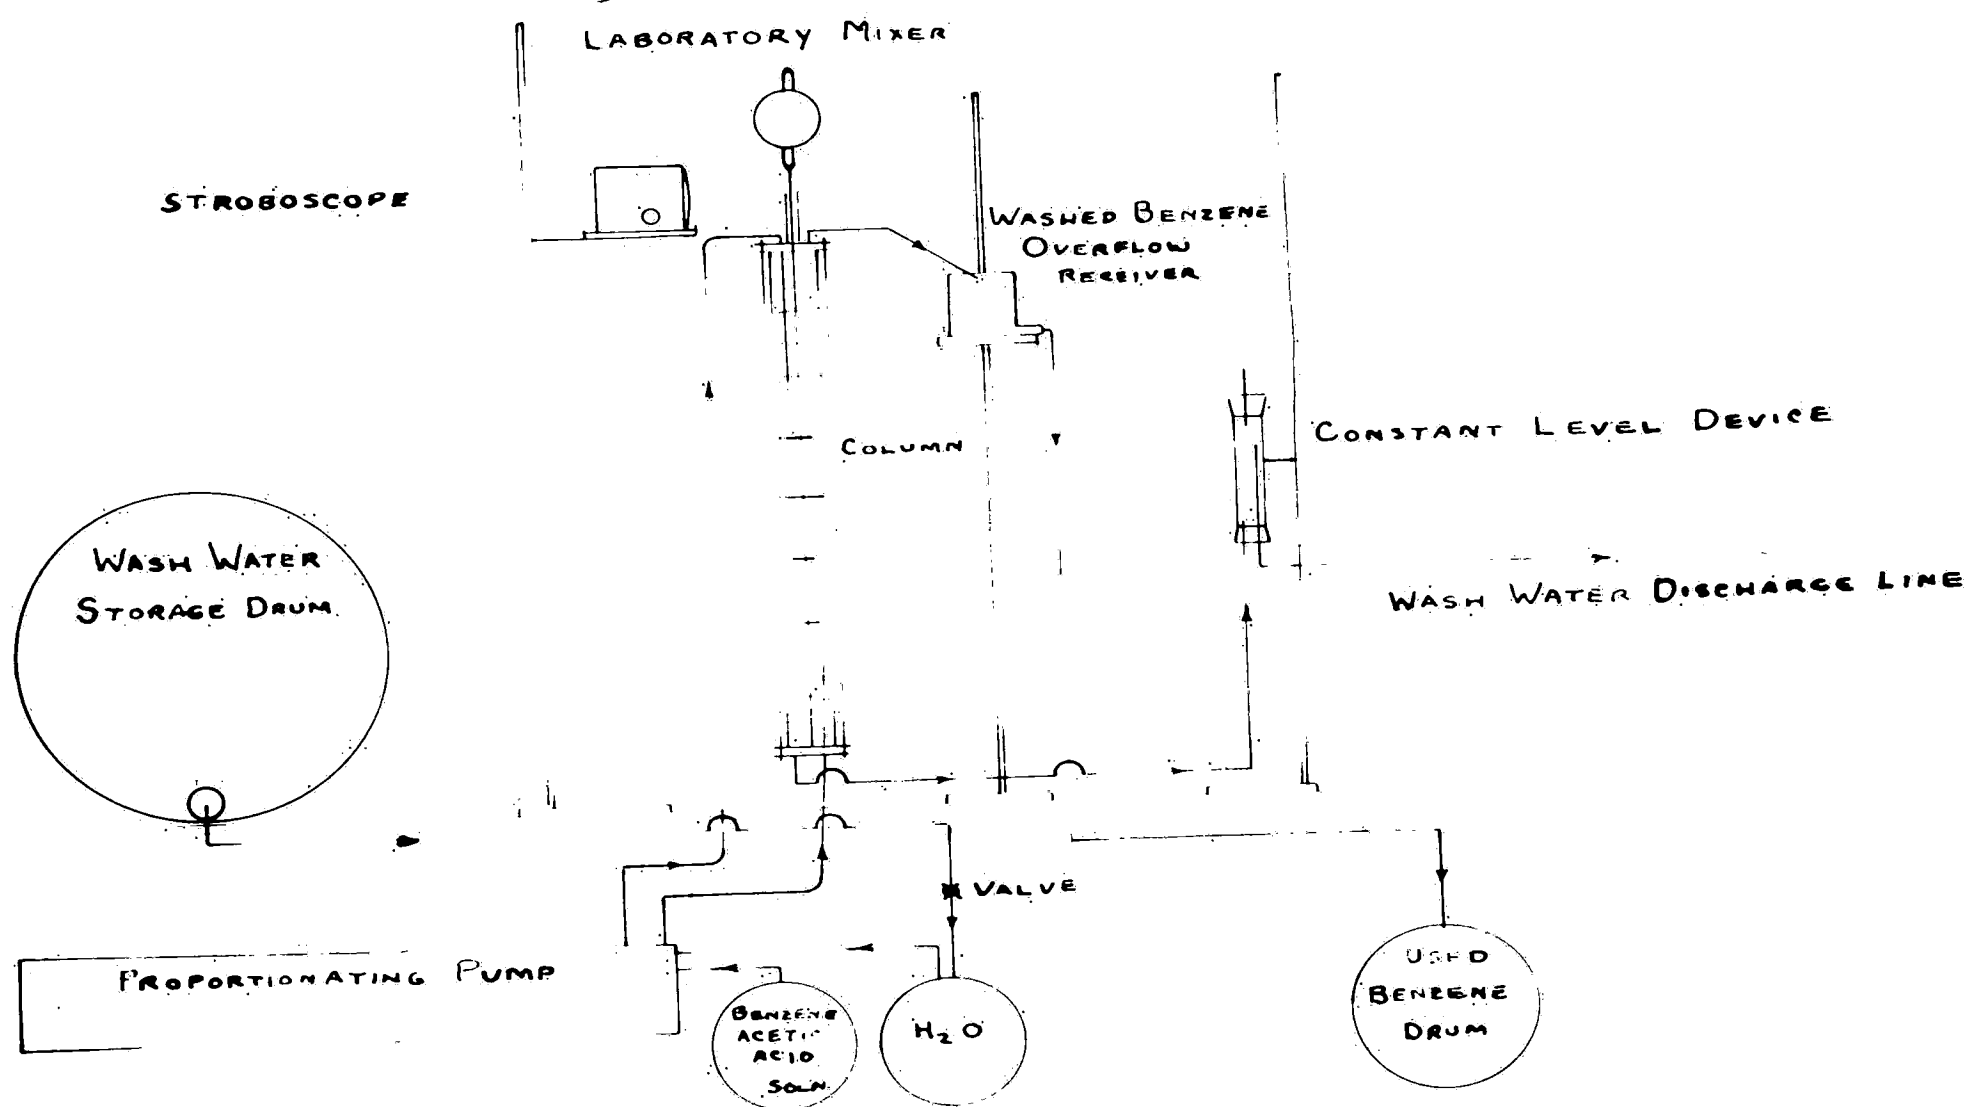 LABORATORY MIXER
STROBOSCOPE
WASHED BENZENE
OVERFLOW
RECEIVER
COLUMN
CONSTANT LEVEL DEVICE
WASH WATER
STORAGE DRUM.
WASH WATER DISCHARGE LINE
VALVE
PROPORTIONATING PUMP
BENZENE
ACETIC
ACID
SOLN.
H2O
USED
BENZENE
DRUM